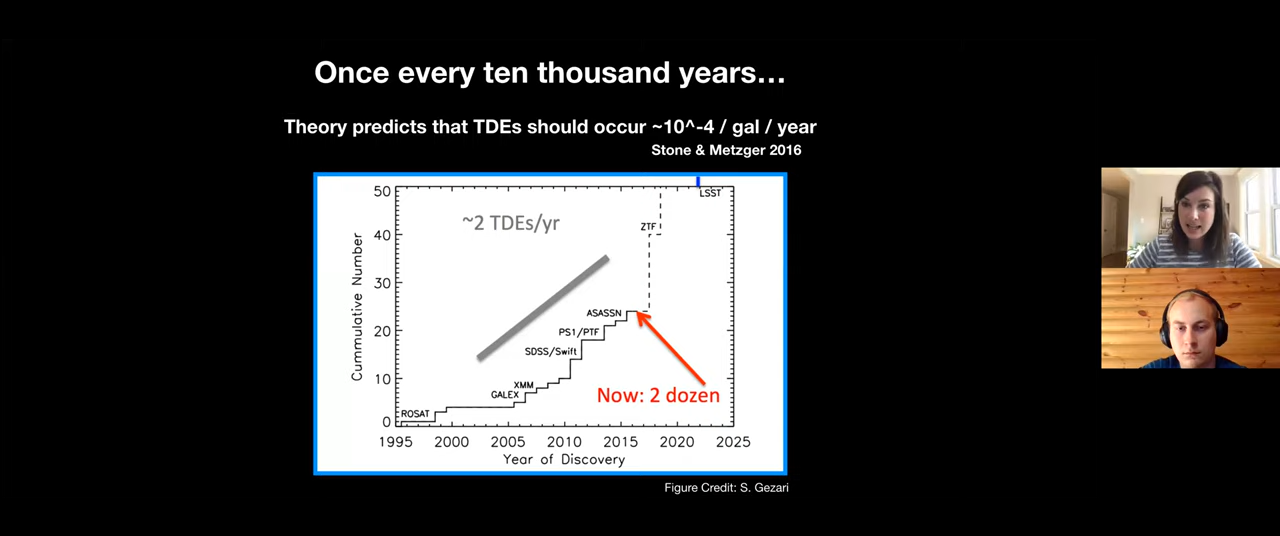 Once every ten thousand years…
Theory predicts that TDEs should occur ~10^-4 / gal / year
Stone & Metzger 2016
50
LSST
~2 TDEs/yr
ZTF
40
30
ASASSN
20
PS1/PTF
SDSS/Swift
10
XMM
GALEX
Now: 2 dozen
ROSAT
0
Cummulative Number
1995 2000 2005 2010 2015 2020 2025
Year of Discovery
Figure Credit: S. Gezari